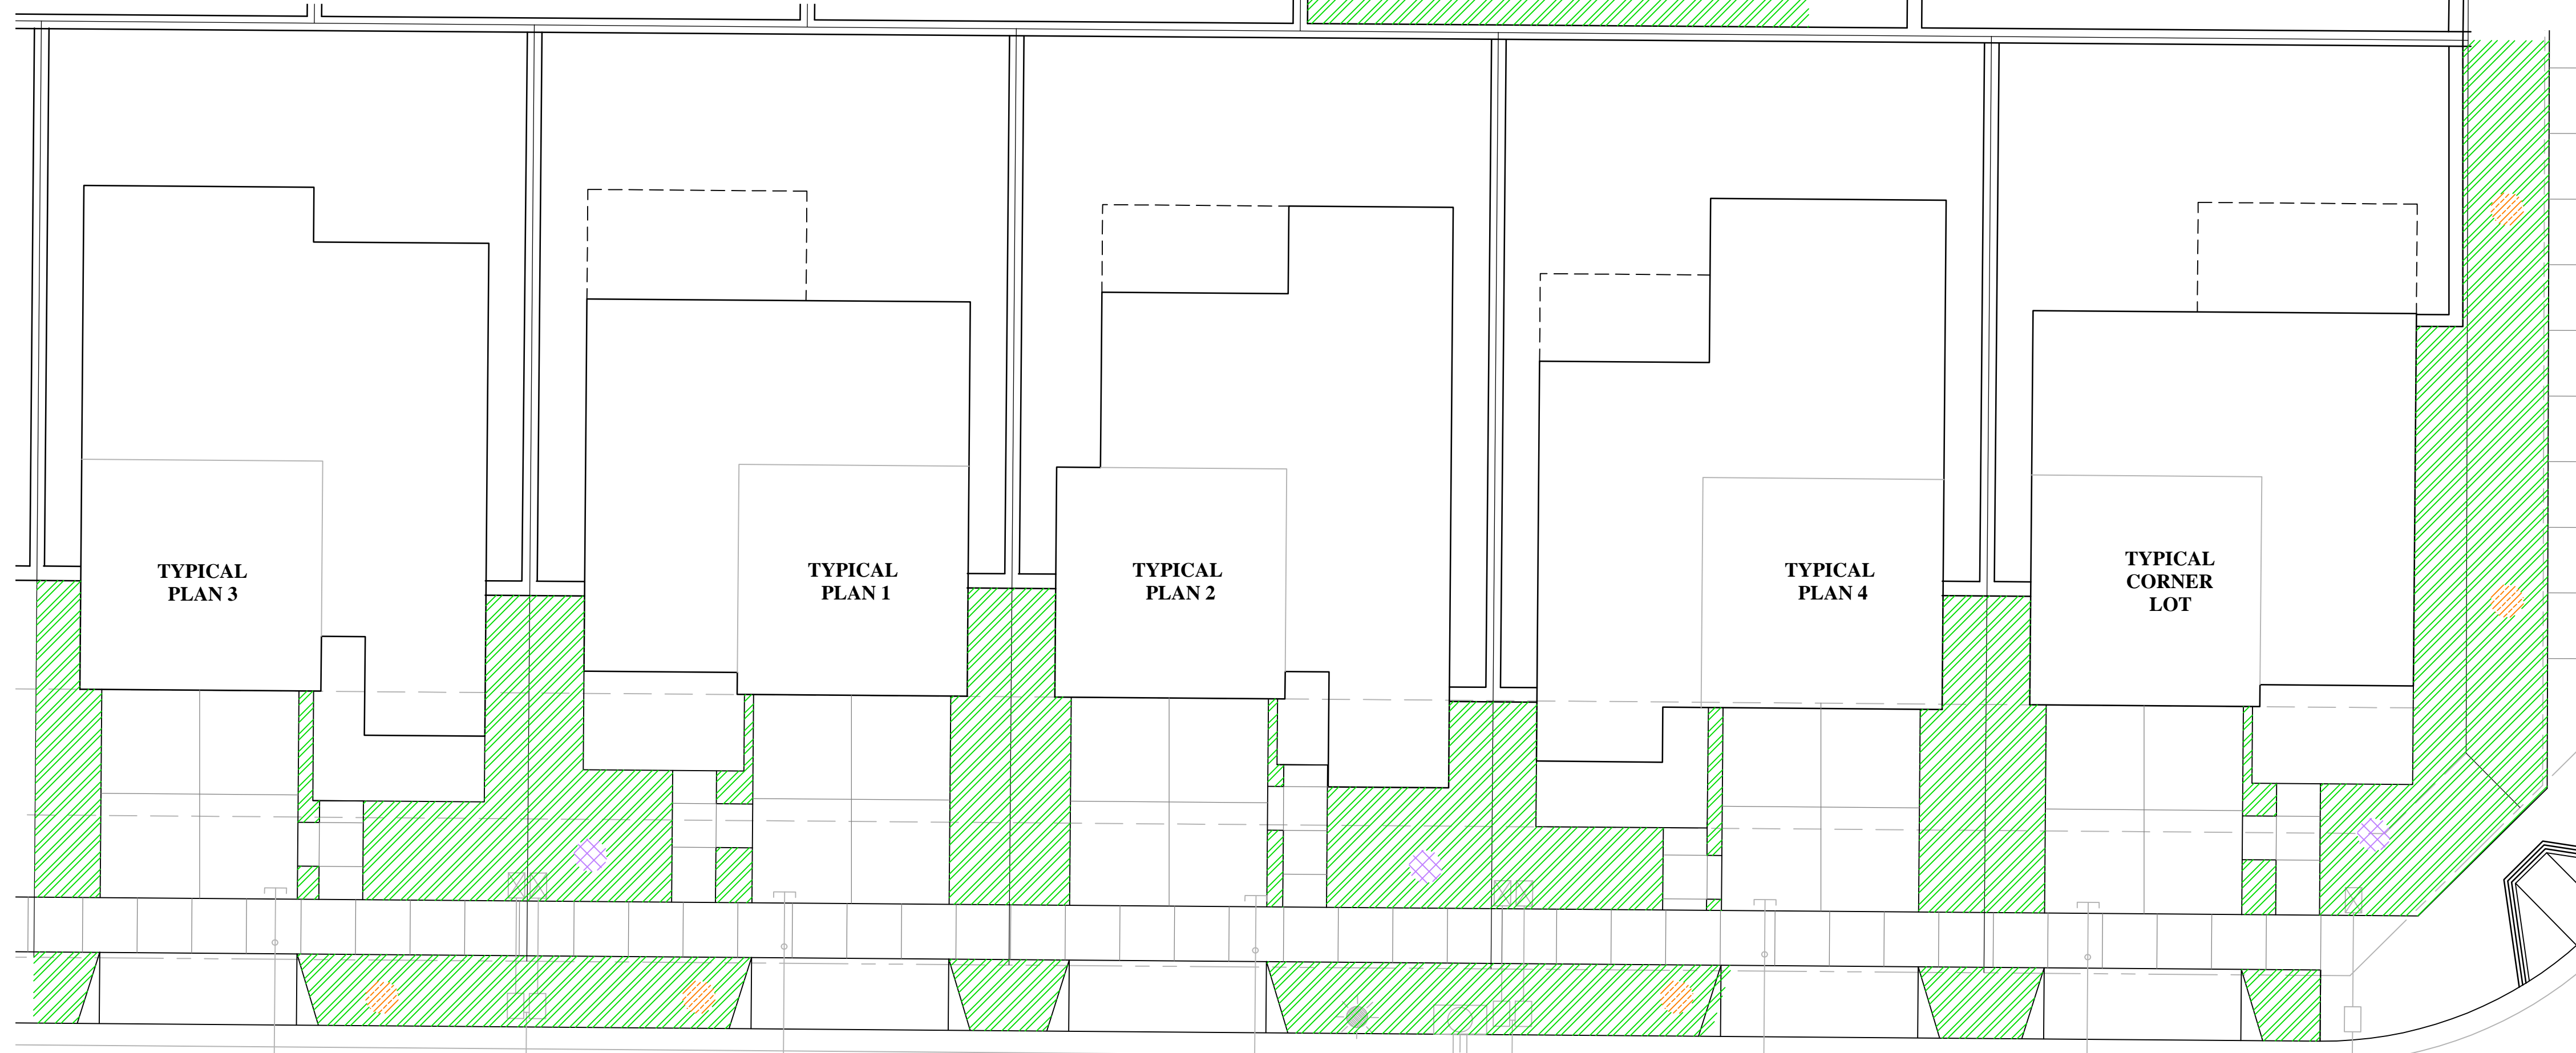 TYPICAL
PLAN 3
TYPICAL
PLAN 1
TYPICAL
PLAN 2
TYPICAL
PLAN 4
TYPICAL
CORNER
LOT